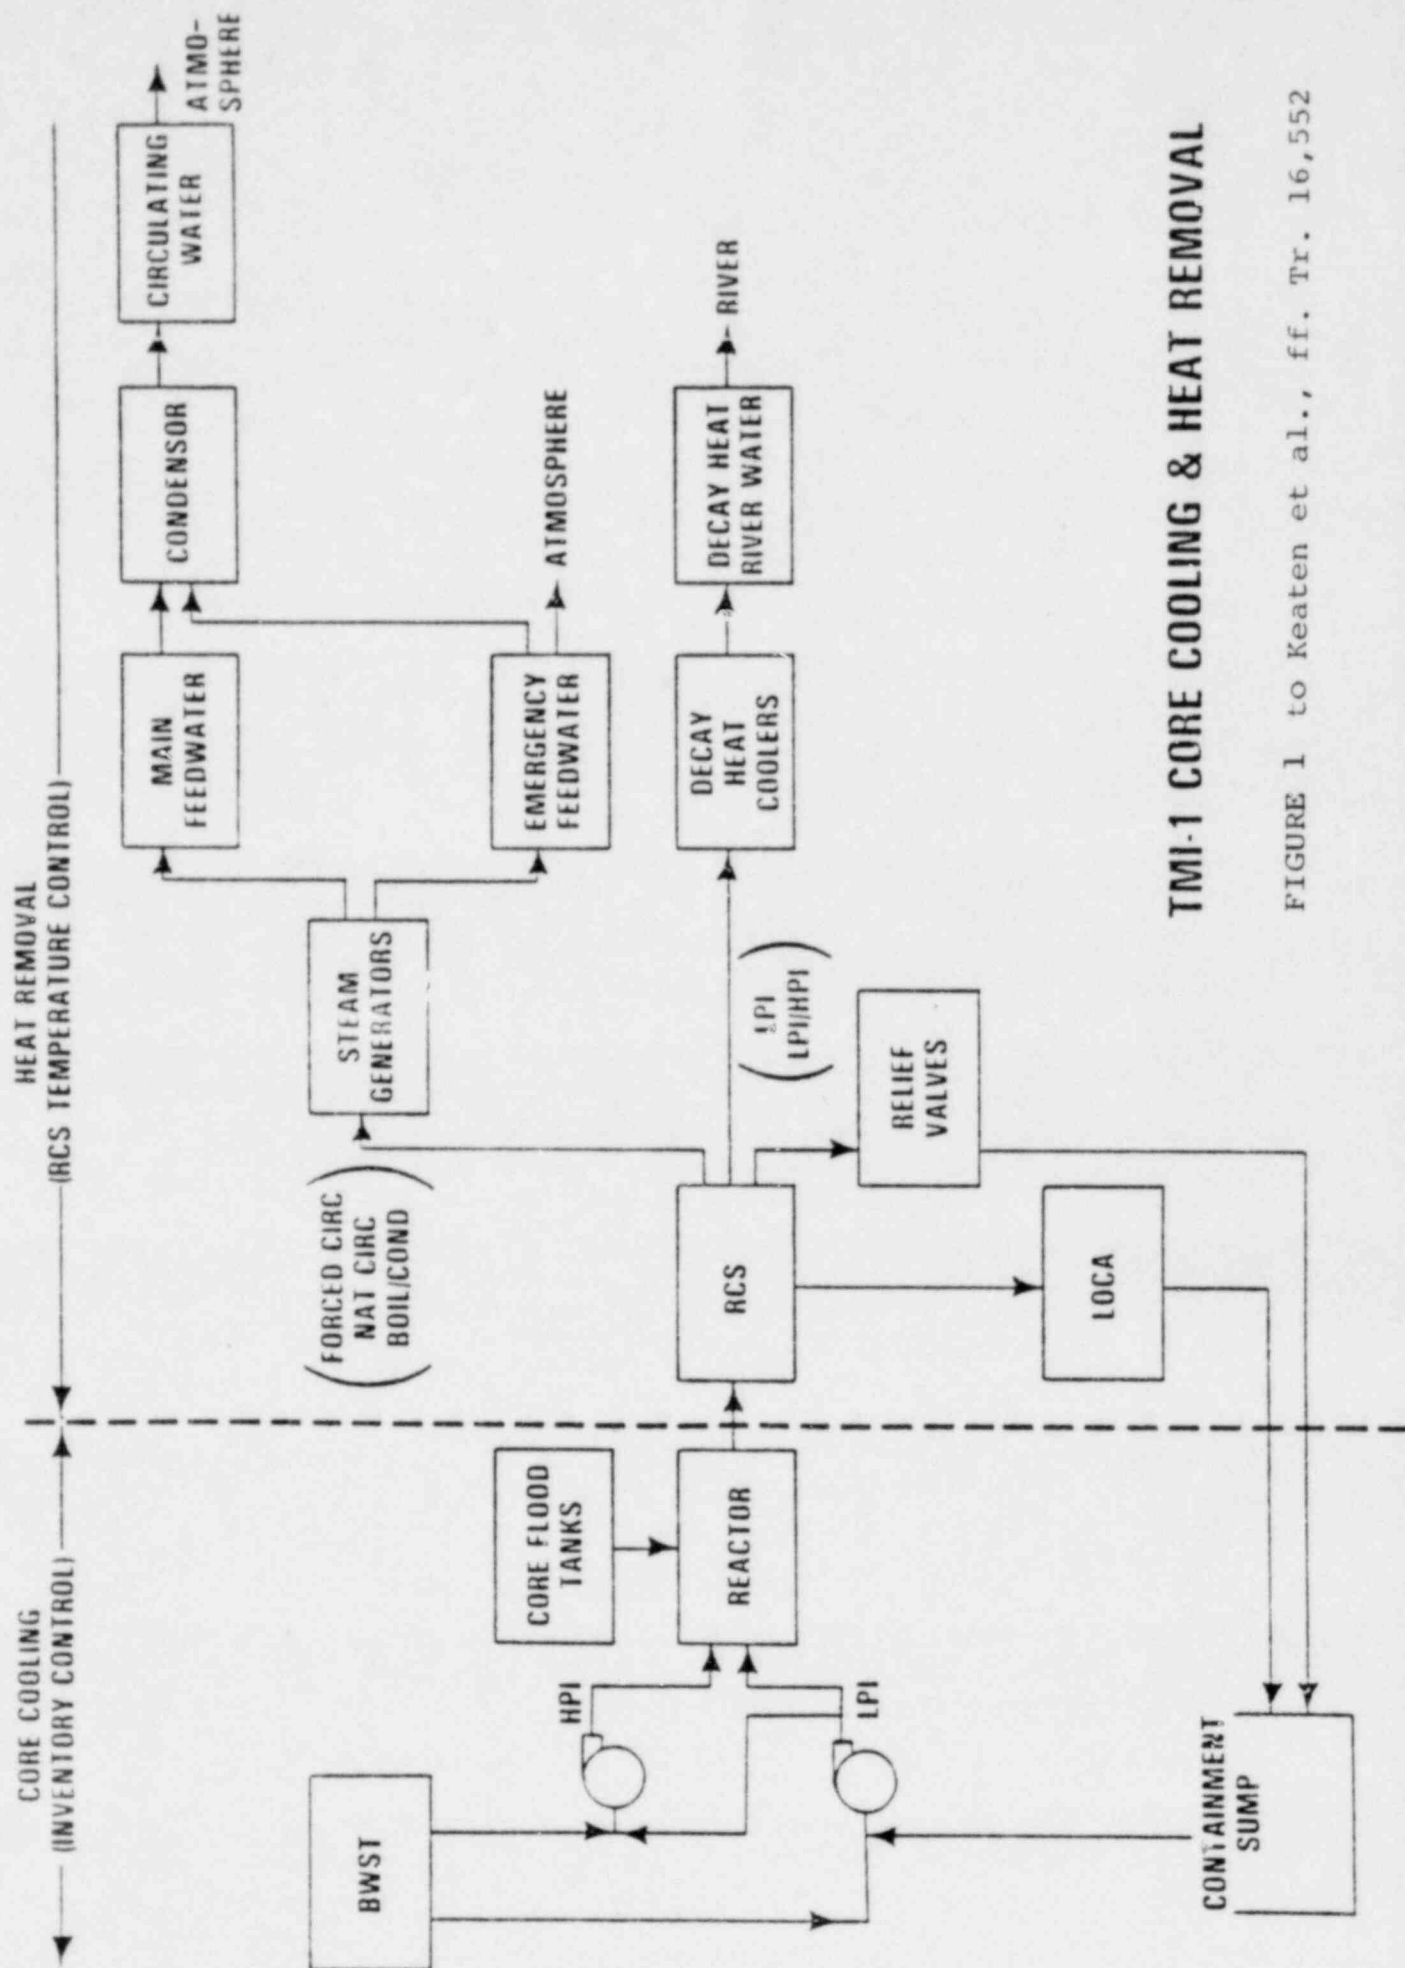 CORE COOLING
(INVENTORY CONTROL)
HEAT REMOVAL
(RCS TEMPERATURE CONTROL)
BWST
HPI
LPI
CONTAINMENT
SUMP
CORE FLOOD
TANKS
REACTOR
(FORCED CIRC
NAT CIRC
BOIL/COND)
RCS
LOCA
STEAM
GENERATORS
(LPI
LPI/HPI)
RELIEF
VALVES
MAIN
FEEDWATER
EMERGENCY
FEEDWATER
DECAY
HEAT
COOLERS
CONDENSOR
ATMOSPHERE
DECAY HEAT
RIVER WATER
RIVER
CIRCULATING
WATER
ATMO-
SPHERE
TMI-1 CORE COOLING & HEAT REMOVAL
FIGURE 1 to Keaten et al., ff. Tr. 16,552